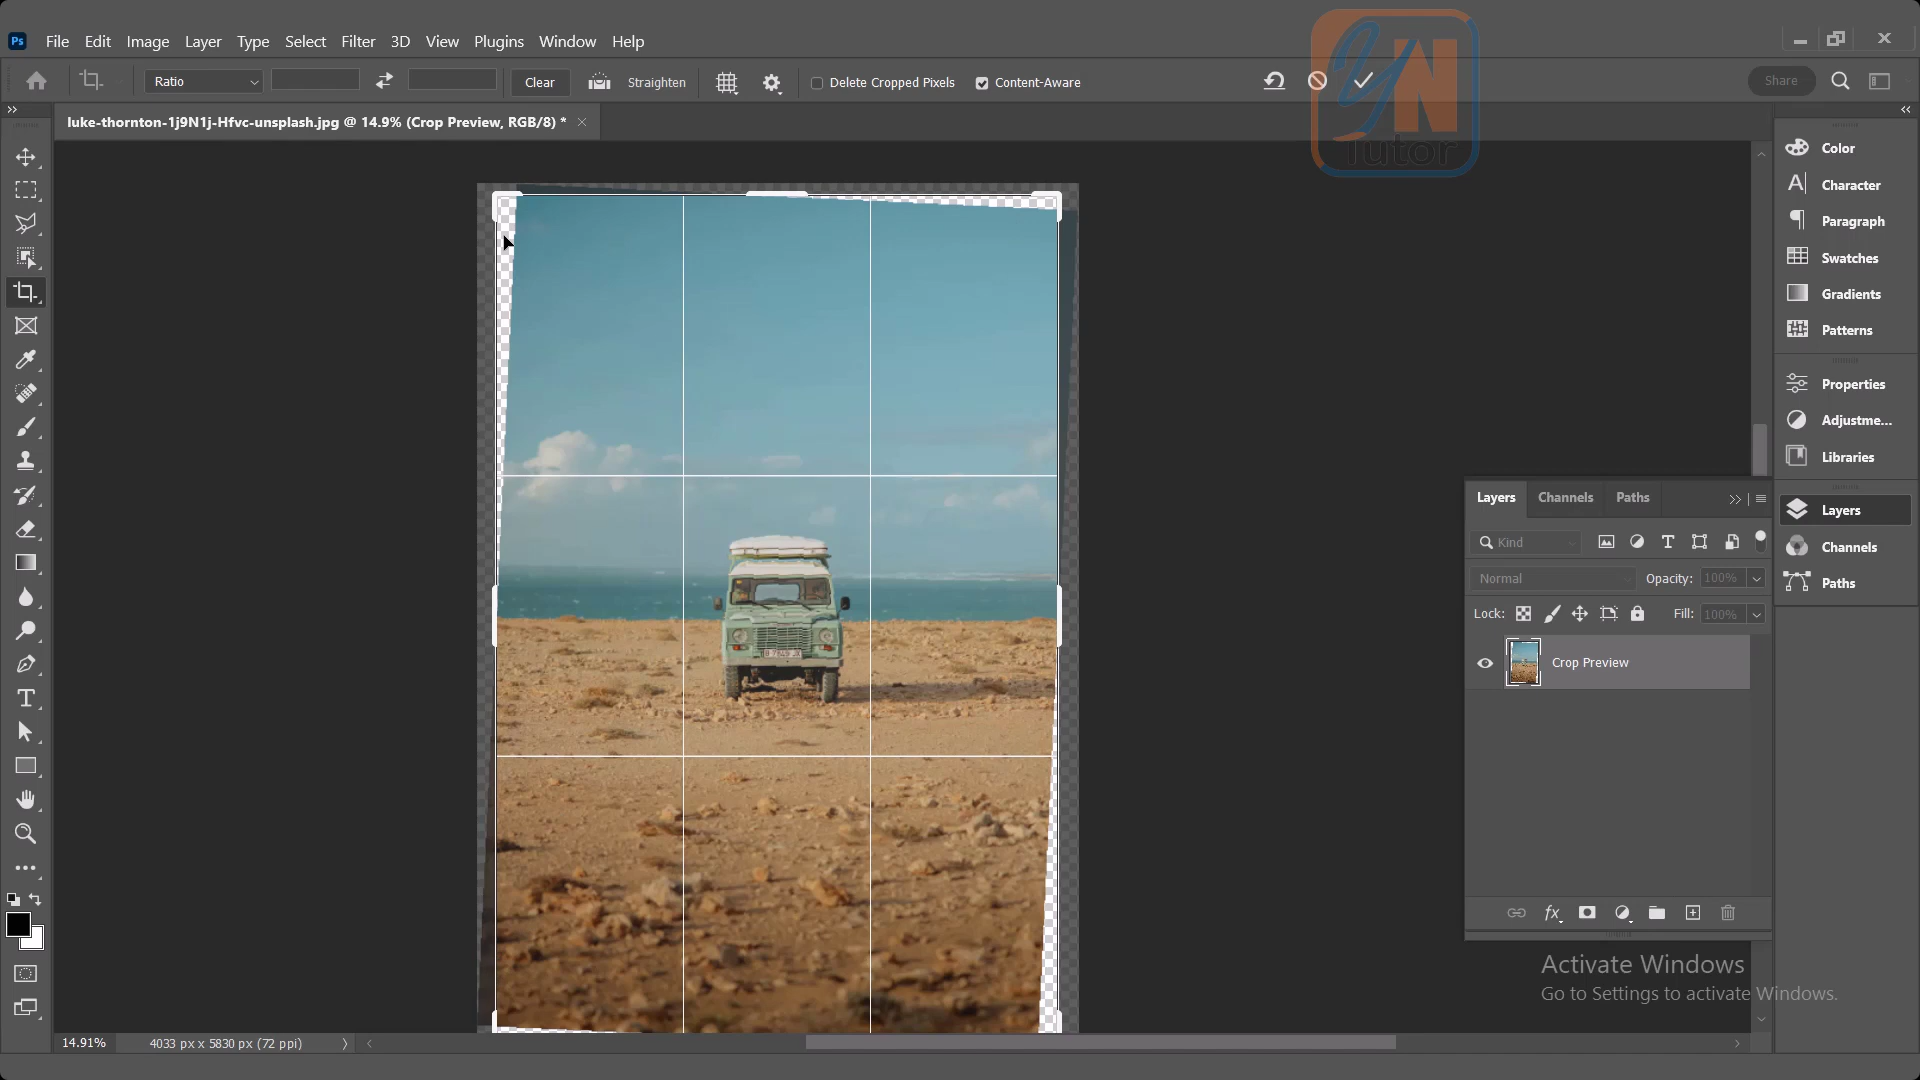 Ps File Edit Image Layer Type Select Filter 3D View Plugins Window Help
Ratio Clear Straighten Delete Cropped Pixels Content-Aware Share
YN
Tutor
luke-thornton-1j9N1j-Hfvc-unsplash.jpg @ 14.9% (Crop Preview, RGB/8) *
Color
Character
Paragraph
Swatches
Gradients
Patterns
Properties
Adjustme...
Libraries
Layers
Channels
Paths
Layers Channels Paths
Kind
Normal Opacity: 100%
Lock: Fill: 100%
Crop Preview
Activate Windows
Go to Settings to activate Windows.
14.91% 4033 px x 5830 px (72 ppi)